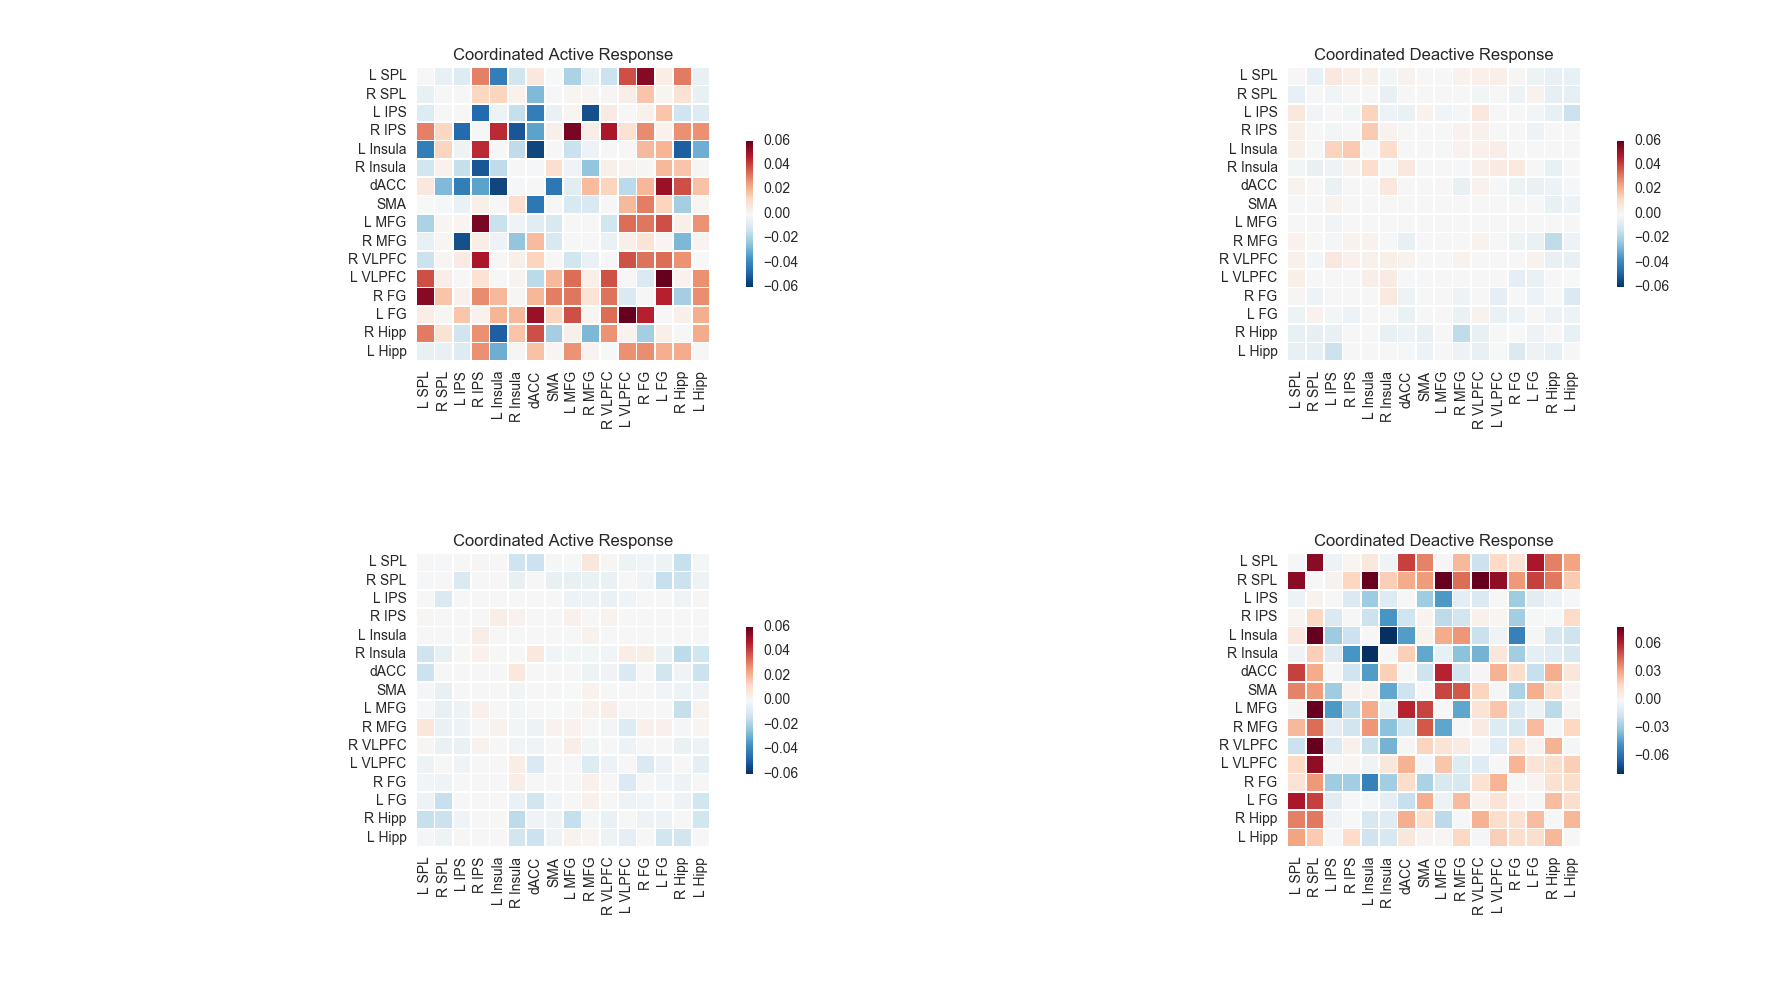 Coordinated Active Response
L SPL
R SPL
L IPS
R IPS
L Insula
R Insula
dACC
SMA
L MFG
R MFG
R VLPFC
L VLPFC
R FG
L FG
R Hipp
L Hipp
L SPL
R SPL
L IPS
R IPS
L Insula
R Insula
dACC
SMA
L MFG
R MFG
R VLPFC
L VLPFC
R FG
L FG
R Hipp
L Hipp
0.06
0.04
0.02
0.00
−0.02
−0.04
−0.06
Coordinated Deactive Response
L SPL
R SPL
L IPS
R IPS
L Insula
R Insula
dACC
SMA
L MFG
R MFG
R VLPFC
L VLPFC
R FG
L FG
R Hipp
L Hipp
L SPL
R SPL
L IPS
R IPS
L Insula
R Insula
dACC
SMA
L MFG
R MFG
R VLPFC
L VLPFC
R FG
L FG
R Hipp
L Hipp
0.06
0.04
0.02
0.00
−0.02
−0.04
−0.06
Coordinated Active Response
L SPL
R SPL
L IPS
R IPS
L Insula
R Insula
dACC
SMA
L MFG
R MFG
R VLPFC
L VLPFC
R FG
L FG
R Hipp
L Hipp
L SPL
R SPL
L IPS
R IPS
L Insula
R Insula
dACC
SMA
L MFG
R MFG
R VLPFC
L VLPFC
R FG
L FG
R Hipp
L Hipp
0.06
0.04
0.02
0.00
−0.02
−0.04
−0.06
Coordinated Deactive Response
L SPL
R SPL
L IPS
R IPS
L Insula
R Insula
dACC
SMA
L MFG
R MFG
R VLPFC
L VLPFC
R FG
L FG
R Hipp
L Hipp
L SPL
R SPL
L IPS
R IPS
L Insula
R Insula
dACC
SMA
L MFG
R MFG
R VLPFC
L VLPFC
R FG
L FG
R Hipp
L Hipp
0.06
0.03
0.00
−0.03
−0.06